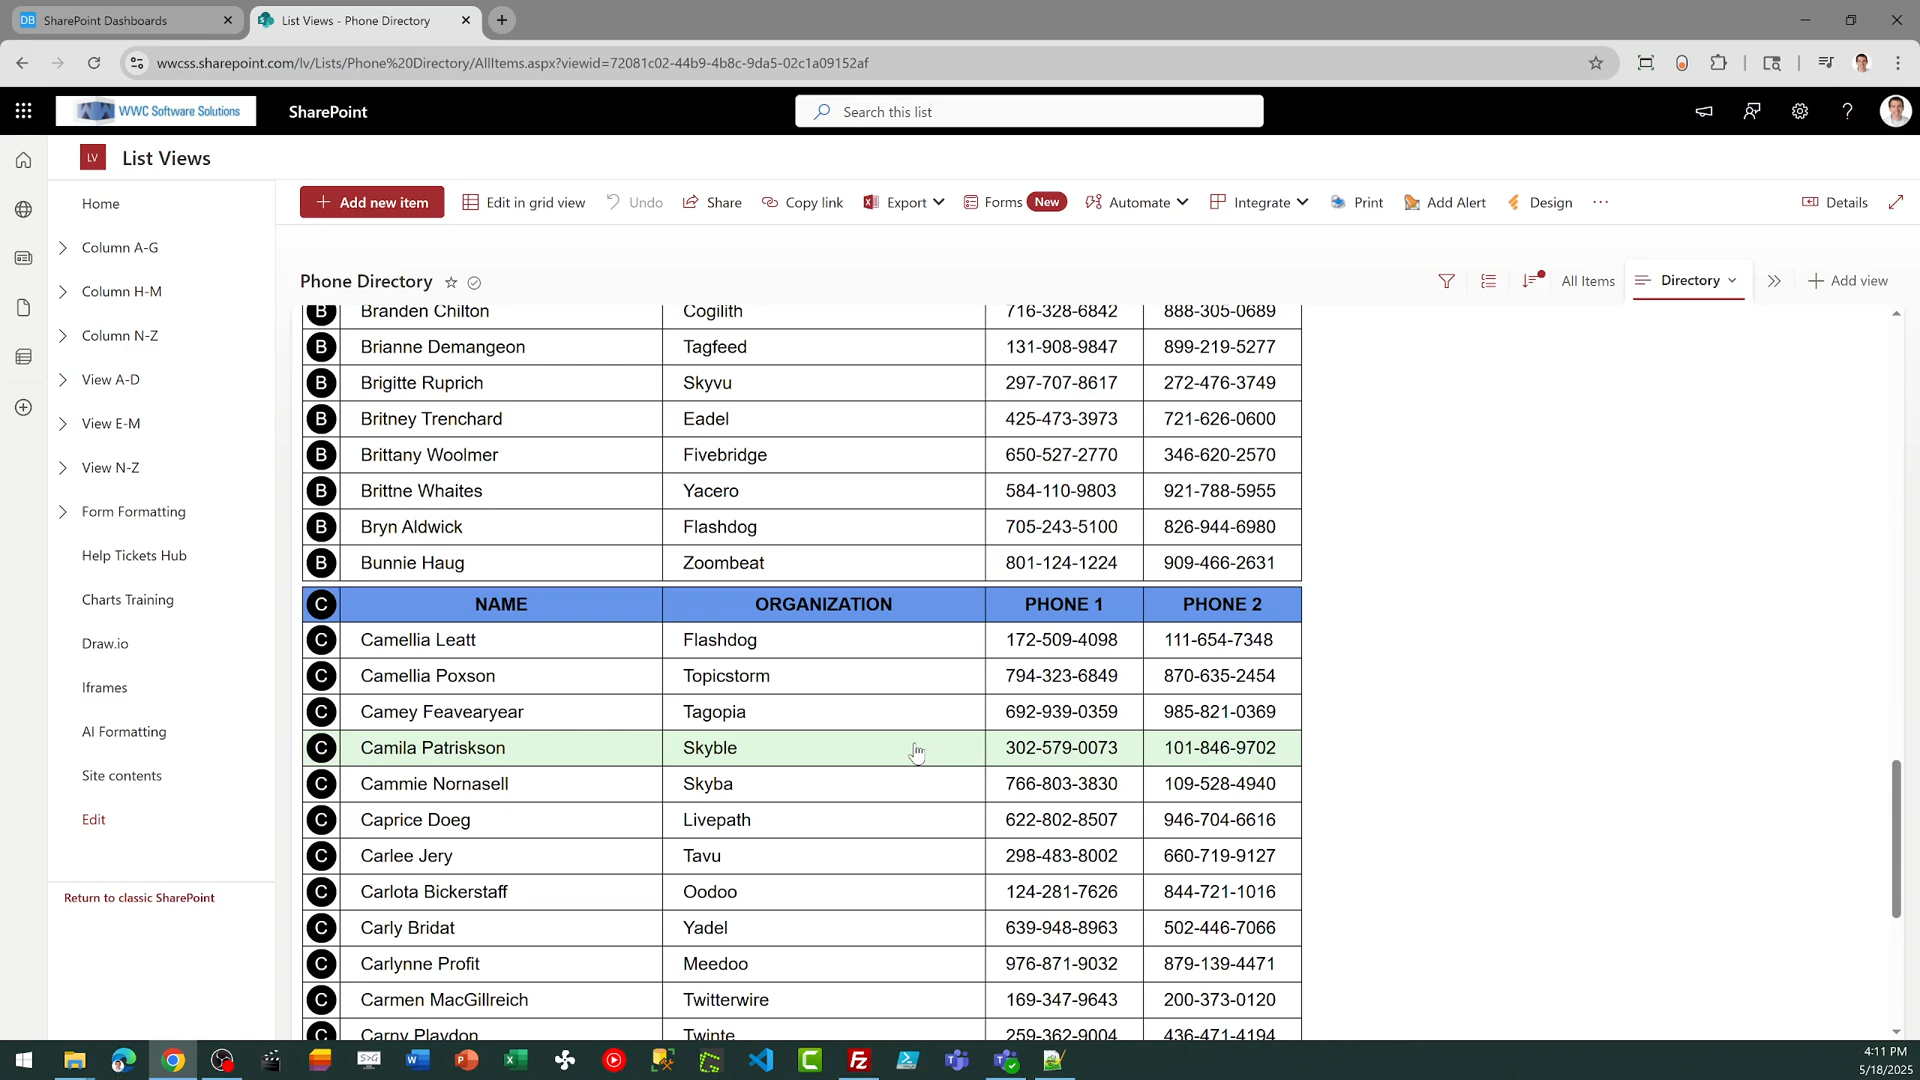 DB SharePoint Dashboards
List Views - Phone Directory
wwcss.sharepoint.com/lv/Lists/Phone%20Directory/AllItems.aspx?viewid=72081c02-44b9-4b8c-9da5-02c1a09152af
WWC Software Solutions
SharePoint
Search this list
LV List Views
Home
Column A-G
Column H-M
Column N-Z
View A-D
View E-M
View N-Z
Form Formatting
Help Tickets Hub
Charts Training
Draw.io
Iframes
AI Formatting
Site contents
Edit
Return to classic SharePoint
Add new item Edit in grid view Undo Share Copy link Export Forms New Automate Integrate Print Add Alert Design ... Details
Phone Directory All Items Directory Add view
B Branden Chilton Cogilith 716-328-6842 888-305-0689
B Brianne Demangeon Tagfeed 131-908-9847 899-219-5277
B Brigitte Ruprich Skyvu 297-707-8617 272-476-3749
B Britney Trenchard Eadel 425-473-3973 721-626-0600
B Brittany Woolmer Fivebridge 650-527-2770 346-620-2570
B Brittne Whaites Yacero 584-110-9803 921-788-5955
B Bryn Aldwick Flashdog 705-243-5100 826-944-6980
B Bunnie Haug Zoombeat 801-124-1224 909-466-2631
C NAME ORGANIZATION PHONE 1 PHONE 2
C Camellia Leatt Flashdog 172-509-4098 111-654-7348
C Camellia Poxson Topicstorm 794-323-6849 870-635-2454
C Camey Feavearyear Tagopia 692-939-0359 985-821-0369
C Camila Patriskson Skyble 302-579-0073 101-846-9702
C Cammie Nornasell Skyba 766-803-3830 109-528-4940
C Caprice Doeg Livepath 622-802-8507 946-704-6616
C Carlee Jery Tavu 298-483-8002 660-719-9127
C Carlota Bickerstaff Oodoo 124-281-7626 844-721-1016
C Carly Bridat Yadel 639-948-8963 502-446-7066
C Carlynne Profit Meedoo 976-871-9032 879-139-4471
C Carmen MacGillreich Twitterwire 169-347-9643 200-373-0120
C Carny Playdon Twinte 259-362-9004 436-471-4194
4:11 PM
5/18/2025